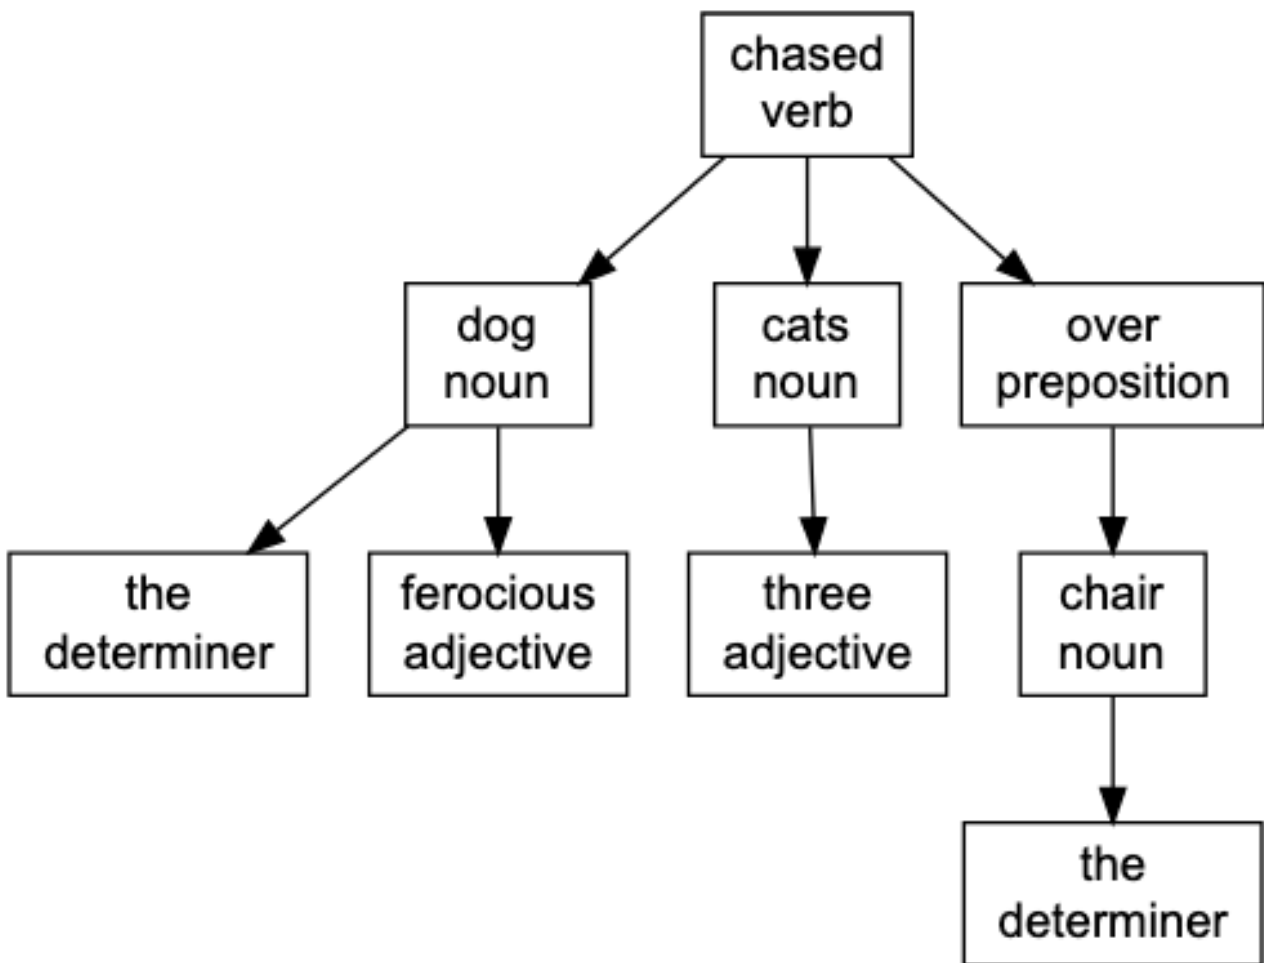 chased
verb
dog
noun
cats
noun
over
preposition
the
determiner
ferocious
adjective
three
adjective
chair
noun
the
determiner